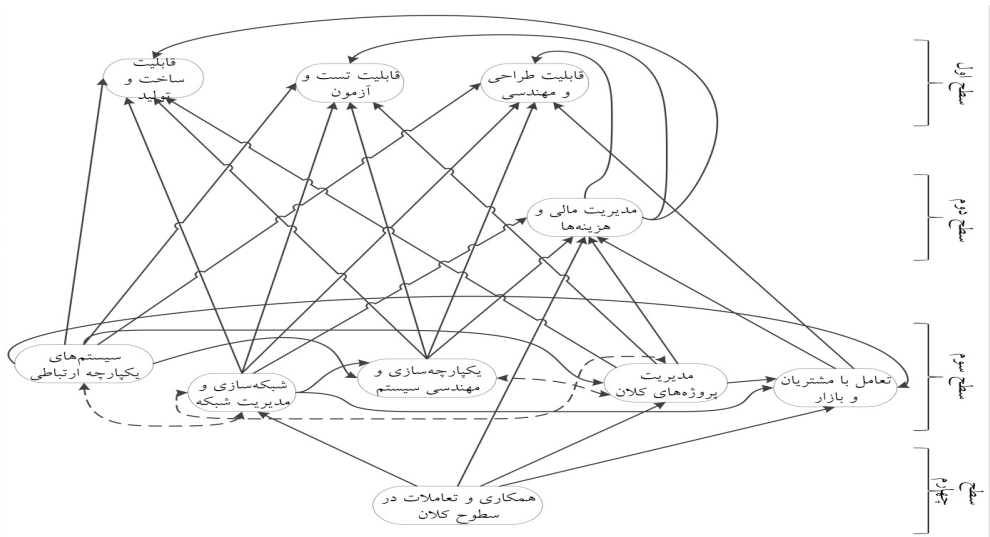 قابلیت
ساخت و
تولید
قابلیت تست و
آزمون
قابلیت طراحی
و مهندسی
سطح اول
مدیریت مالی و
هزینه‌ها
سطح دوم
سیستم‌های
یکپارچه ارتباطی
شبکه‌سازی و
مدیریت شبکه
یکپارچه‌سازی و
مهندسی سیستم
مدیریت
پروژه‌های کلان
تعامل با مشتریان
و بازار
سطح سوم
همکاری و تعاملات در
سطوح کلان
سطح
چهارم